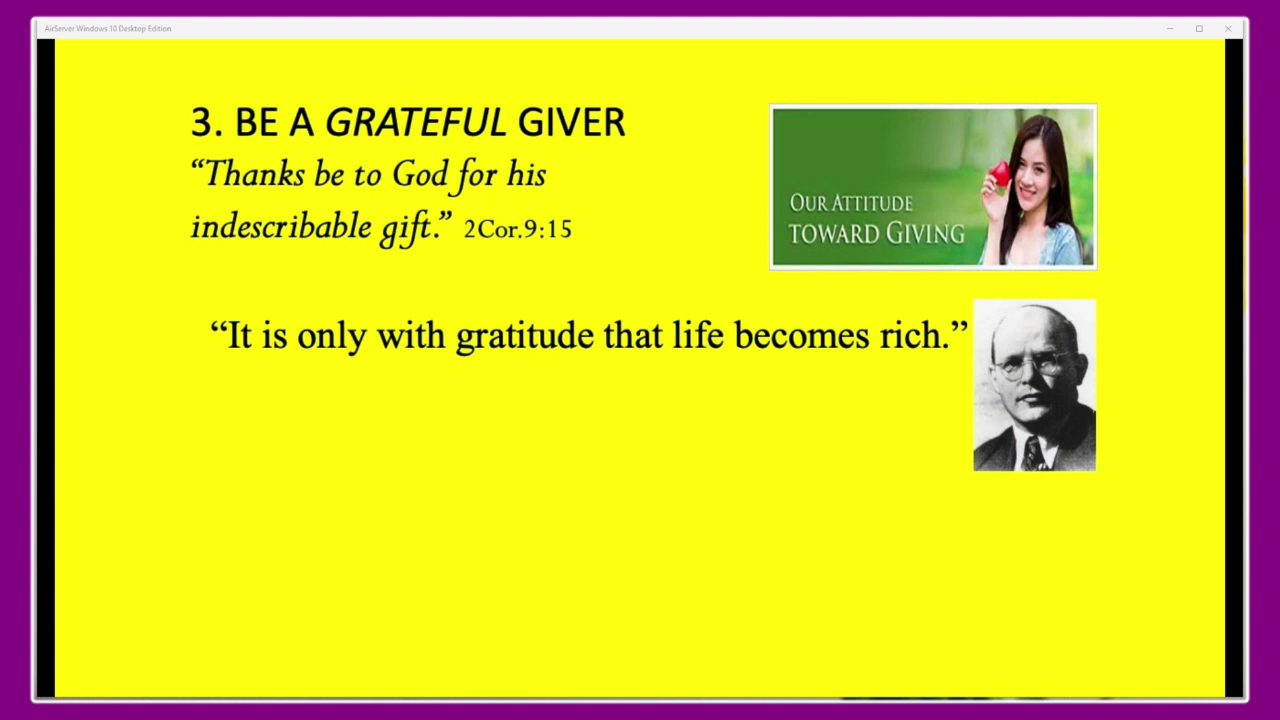 AirServer Windows 10 Desktop Edition
3. BE A GRATEFUL GIVER
“Thanks be to God for his
indescribable gift.” 2Cor.9:15
OUR ATTITUDE
TOWARD GIVING
“It is only with gratitude that life becomes rich.”